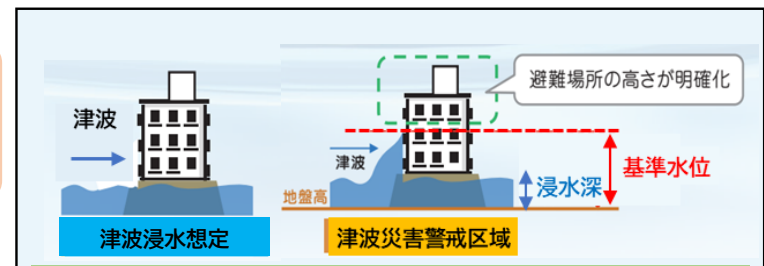 避難場所の高さが明確化
津波
津波
基準水位
浸水深
地盤高
津波浸水想定
津波災害警戒区域